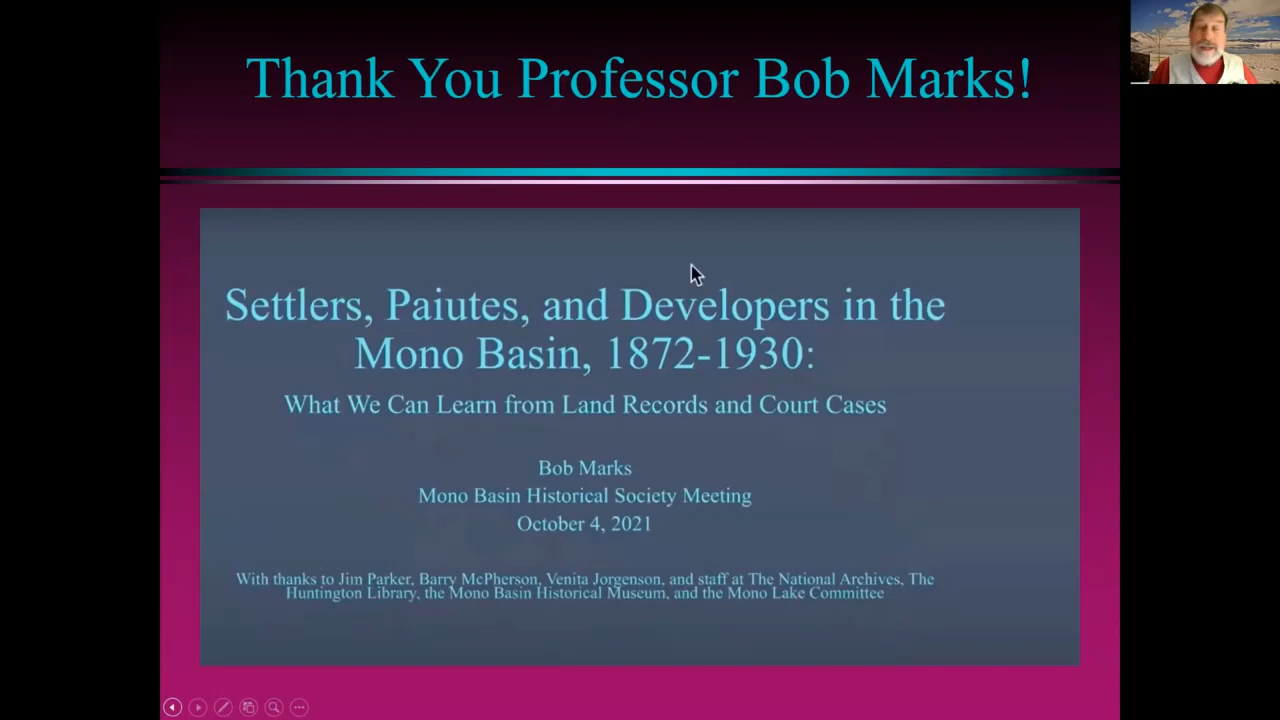 Thank You Professor Bob Marks!
Settlers, Paiutes, and Developers in the
Mono Basin, 1872-1930:
What We Can Learn from Land Records and Court Cases
Bob Marks
Mono Basin Historical Society Meeting
October 4, 2021
With thanks to Jim Parker, Barry McPherson, Venita Jorgenson, and staff at The National Archives, The
Huntington Library, the Mono Basin Historical Museum, and the Mono Lake Committee